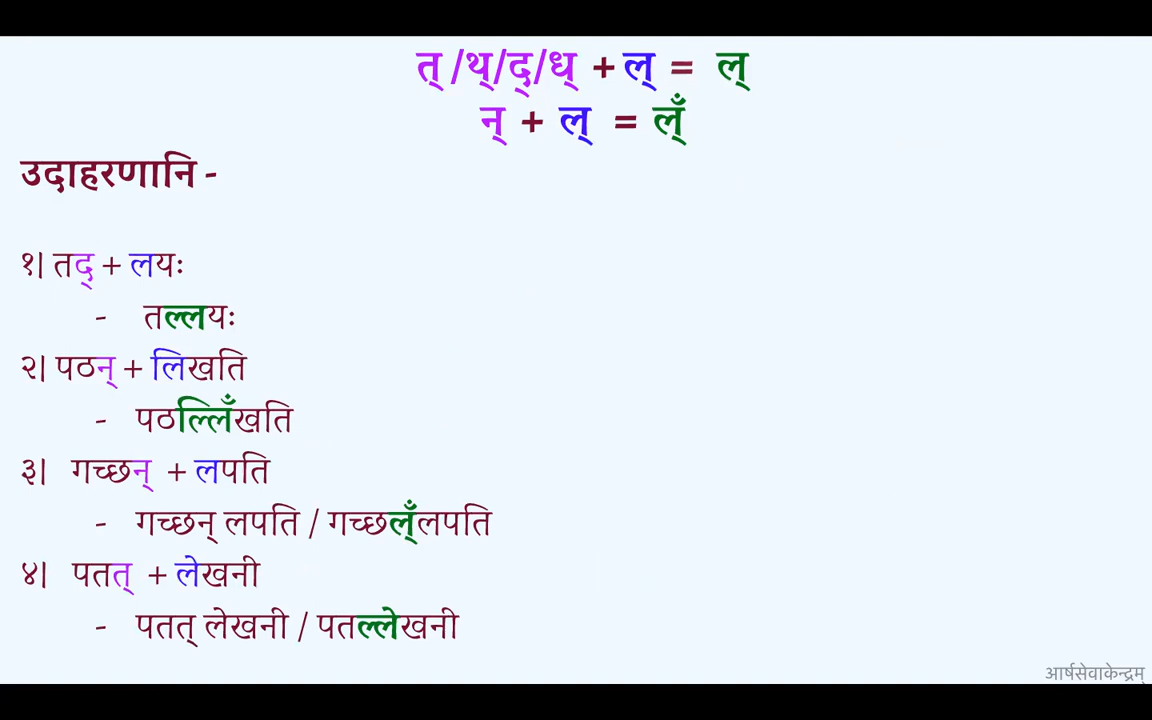 त् /थ्/द्/ध् + ल् = ल्
न् + ल् = ल्ँ
उदाहरणानि -
१| तद् + लयः
- तल्लयः
२| पठन् + लिखति
- पठल्लिँखति
३| गच्छन् + लपति
- गच्छन् लपति / गच्छल्ँलपति
४| पतत् + लेखनी
- पतत् लेखनी / पतल्लेखनी
आर्षसेवाकेन्द्रम्